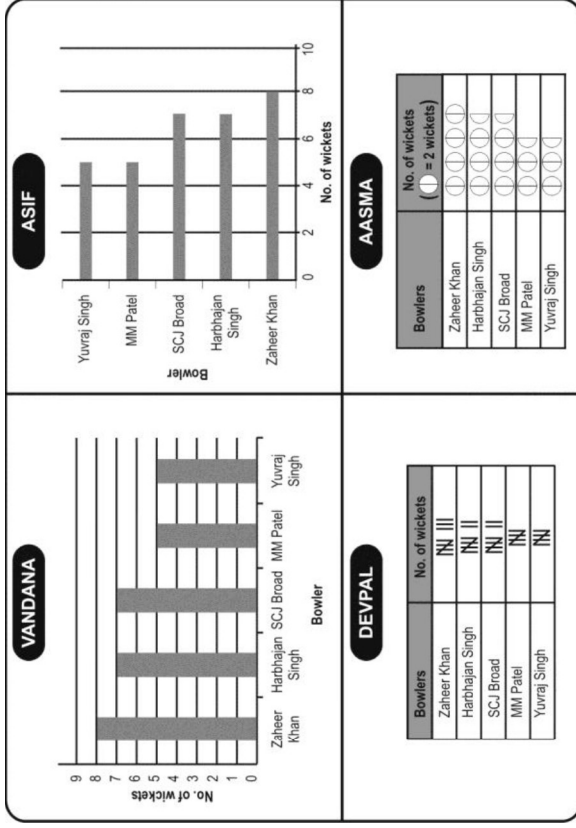 VANDANA
9
8
7
6
5
4
3
2
1
0
No. of wickets
Zaheer Khan
Harbhajan Singh
SCJ Broad
MM Patel
Yuvraj Singh
Bowler
ASIF
Yuvraj Singh
MM Patel
SCJ Broad
Harbhajan
Singh
Zaheer Khan
Bowler
0 2 4 6 8 10
No. of wickets
DEVPAL
Bowlers No. of wickets
Zaheer Khan
Harbhajan Singh
SCJ Broad
MM Patel
Yuvraj Singh
AASMA
Bowlers No. of wickets
( = 2 wickets)
Zaheer Khan
Harbhajan Singh
SCJ Broad
MM Patel
Yuvraj Singh